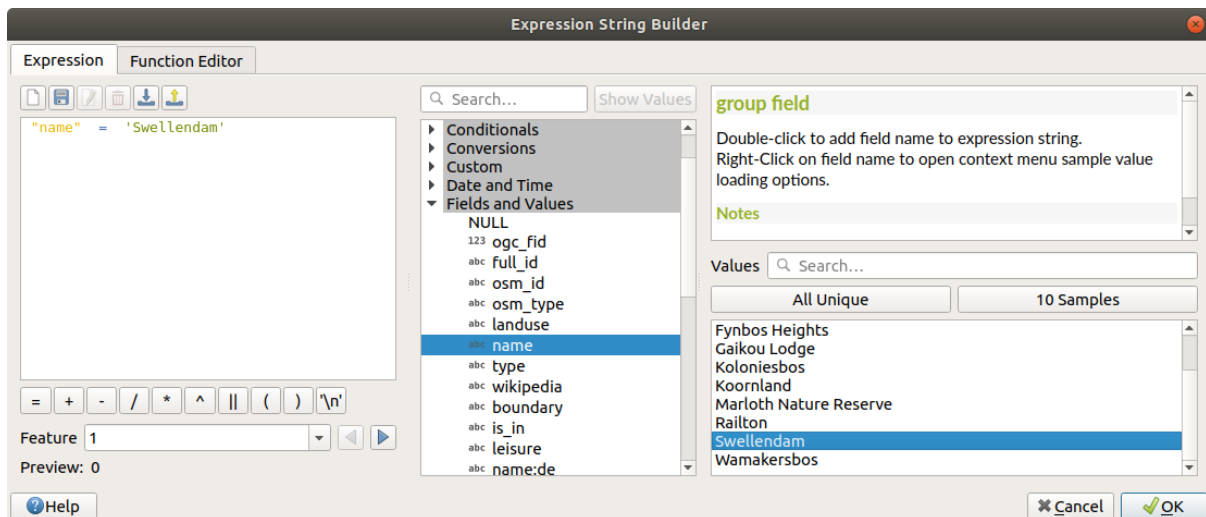 Expression String Builder
Expression
Function Editor
"name" = 'Swellendam'
= + - / * ^ || ( ) '\n'
Feature 1
Preview: 0
Search...
Show Values
Conditionals
Conversions
Custom
Date and Time
Fields and Values
NULL
123 ogc_fid
abc full_id
abc osm_id
abc osm_type
abc landuse
abc name
abc type
abc wikipedia
abc boundary
abc is_in
abc leisure
abc name:de
group field
Double-click to add field name to expression string.
Right-Click on field name to open context menu sample value
loading options.
Notes
Values Search...
All Unique
10 Samples
Fynbos Heights
Gaikou Lodge
Koloniesbos
Koornland
Marloth Nature Reserve
Railton
Swellendam
Wamakersbos
Help
Cancel
OK